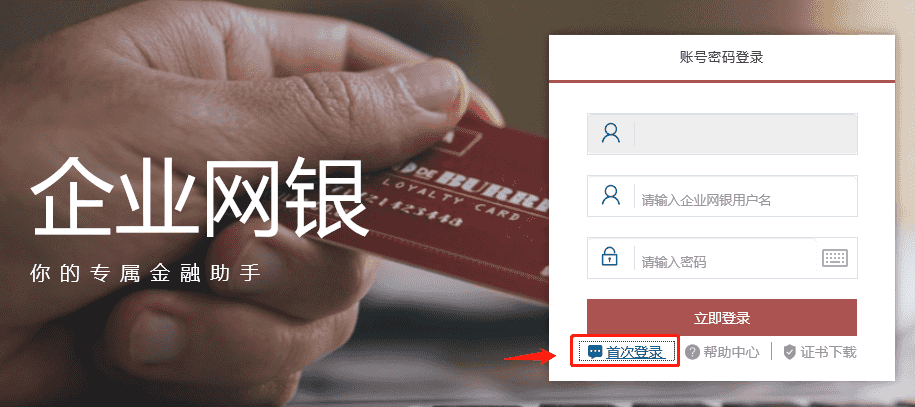 企业网银
你的专属金融助手
DE BURR
LOYALTY CARD
账号密码登录
请输入企业网银用户名
请输入密码
立即登录
首次登录 帮助中心 证书下载